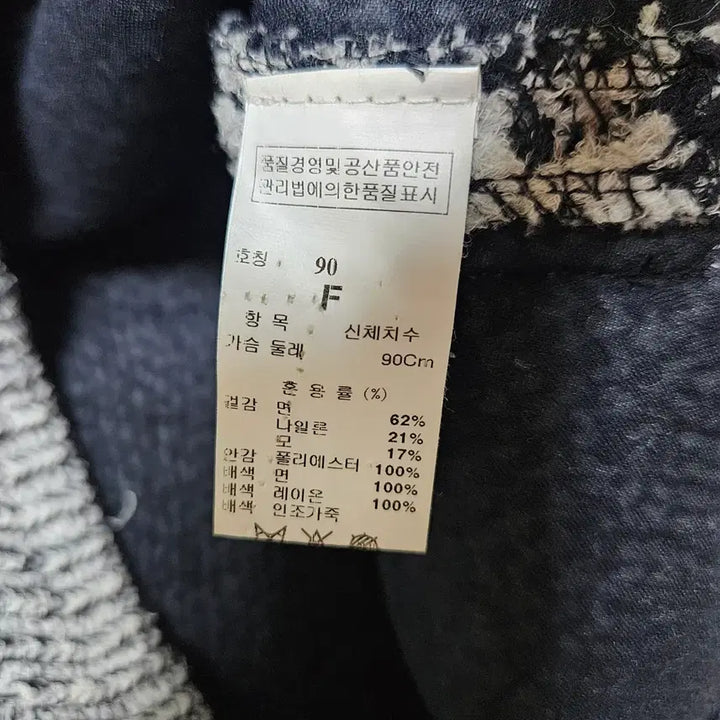 품질경영및공산품안전
관리법에의한품질표시
호칭 90
F
항 목 신체치수
가슴 둘레 90Cm
혼 용 률 (%)
겉감 면 62%
나일론 21%
모 17%
안감 폴리에스터 100%
배색 면 100%
배색 레이온 100%
배색 인조가죽